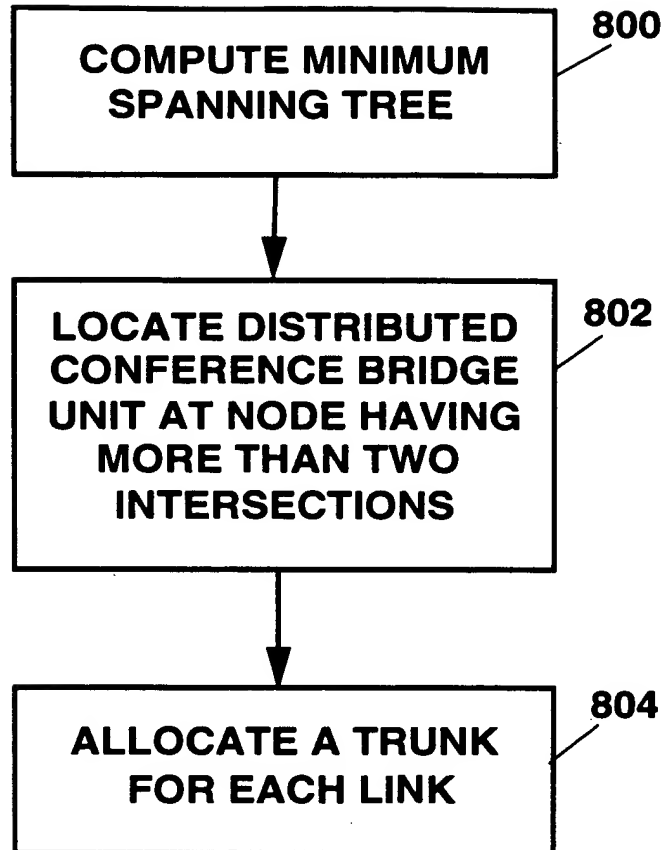 800
COMPUTE MINIMUM
SPANNING TREE
802
LOCATE DISTRIBUTED
CONFERENCE BRIDGE
UNIT AT NODE HAVING
MORE THAN TWO
INTERSECTIONS
804
ALLOCATE A TRUNK
FOR EACH LINK